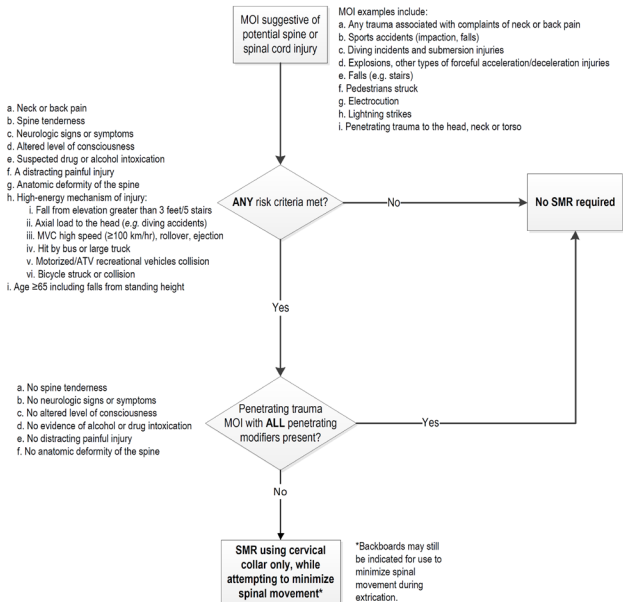 MOI suggestive of
potential spine or
spinal cord injury
MOI examples include:
a. Any trauma associated with complaints of neck or back pain
b. Sports accidents (impaction, falls)
c. Diving incidents and submersion injuries
d. Explosions, other types of forceful acceleration/deceleration injuries
e. Falls (e.g. stairs)
f. Pedestrians struck
g. Electrocution
h. Lightning strikes
i. Penetrating trauma to the head, neck or torso
a. Neck or back pain
b. Spine tenderness
c. Neurologic signs or symptoms
d. Altered level of consciousness
e. Suspected drug or alcohol intoxication
f. A distracting painful injury
g. Anatomic deformity of the spine
h. High-energy mechanism of injury:
i. Fall from elevation greater than 3 feet/5 stairs
ii. Axial load to the head (e.g. diving accidents)
iii. MVC high speed (≥100 km/hr), rollover, ejection
iv. Hit by bus or large truck
v. Motorized/ATV recreational vehicles collision
vi. Bicycle struck or collision
i. Age ≥65 including falls from standing height
ANY risk criteria met?
No
No SMR required
Yes
a. No spine tenderness
b. No neurologic signs or symptoms
c. No altered level of consciousness
d. No evidence of alcohol or drug intoxication
e. No distracting painful injury
f. No anatomic deformity of the spine
Penetrating trauma
MOI with ALL penetrating
modifiers present?
Yes
No
SMR using cervical
collar only, while
attempting to minimize
spinal movement*
*Backboards may still
be indicated for use to
minimize spinal
movement during
extrication.